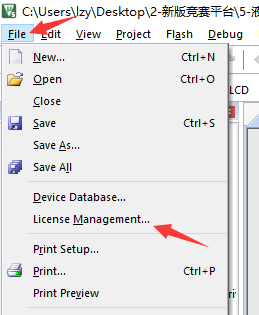 C:\Users\lzy\Desktop\2-新版竞赛平台\5-液
File Edit View Project Flash Debug
New... Ctrl+N
Open Ctrl+O
Close
Save Ctrl+S
LCD
Save As...
Save All
Device Database...
License Management...
Print Setup...
Print... Ctrl+P
Print Preview